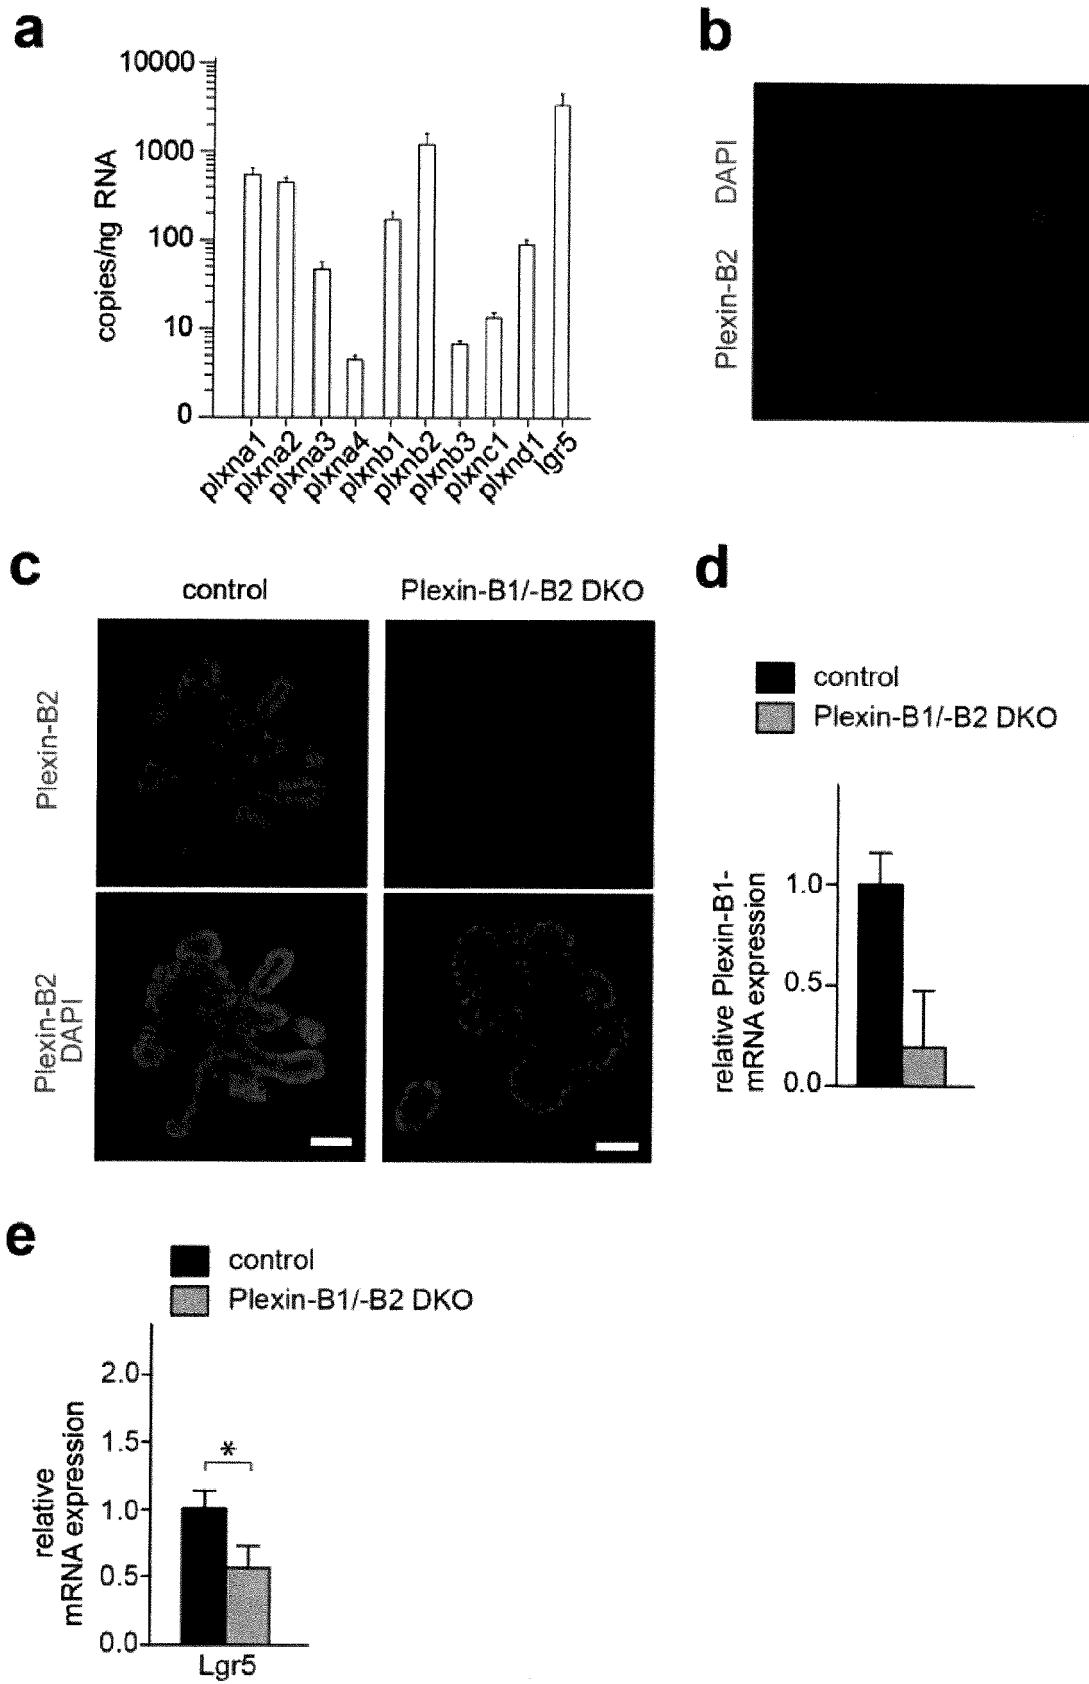 a
10000
1000
100
10
0
copies/ng RNA
plxna1
plxna2
plxna3
plxna4
plxnb1
plxnb2
plxnb3
plxnc1
plxnd1
lgr5
b
Plexin-B2 DAPI
c
control
Plexin-B1/-B2 DKO
Plexin-B2
Plexin-B2
DAPI
d
control
Plexin-B1/-B2 DKO
relative Plexin-B1-
mRNA expression
1.0
0.5
0.0
e
control
Plexin-B1/-B2 DKO
relative
mRNA expression
2.0
1.5
1.0
0.5
0.0
*
Lgr5